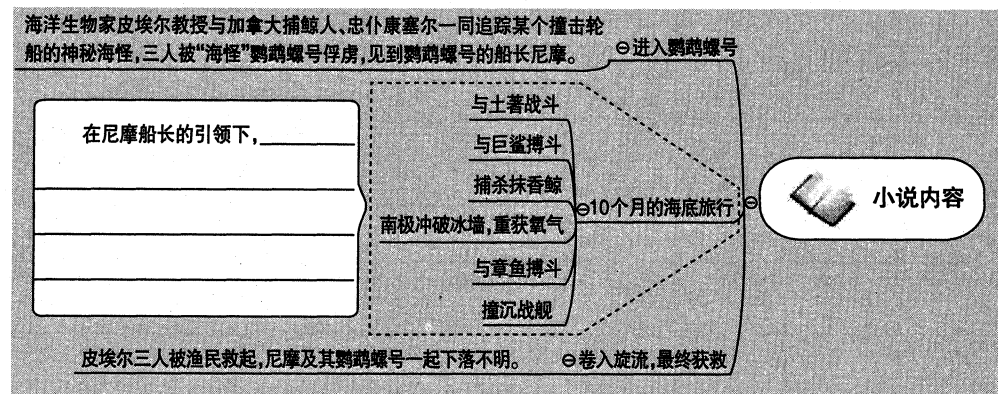 海洋生物家皮埃尔教授与加拿大捕鲸人、忠仆康塞尔一同追踪某个撞击轮
船的神秘海怪,三人被“海怪”鹦鹉螺号俘虏,见到鹦鹉螺号的船长尼摩。
进入鹦鹉螺号
在尼摩船长的引领下,
与土著战斗
与巨鲨搏斗
捕杀抹香鲸
南极冲破冰墙,重获氧气
与章鱼搏斗
撞沉战舰
10个月的海底旅行
小说内容
皮埃尔三人被渔民救起,尼摩及其鹦鹉螺号一起下落不明。
卷入旋流,最终获救